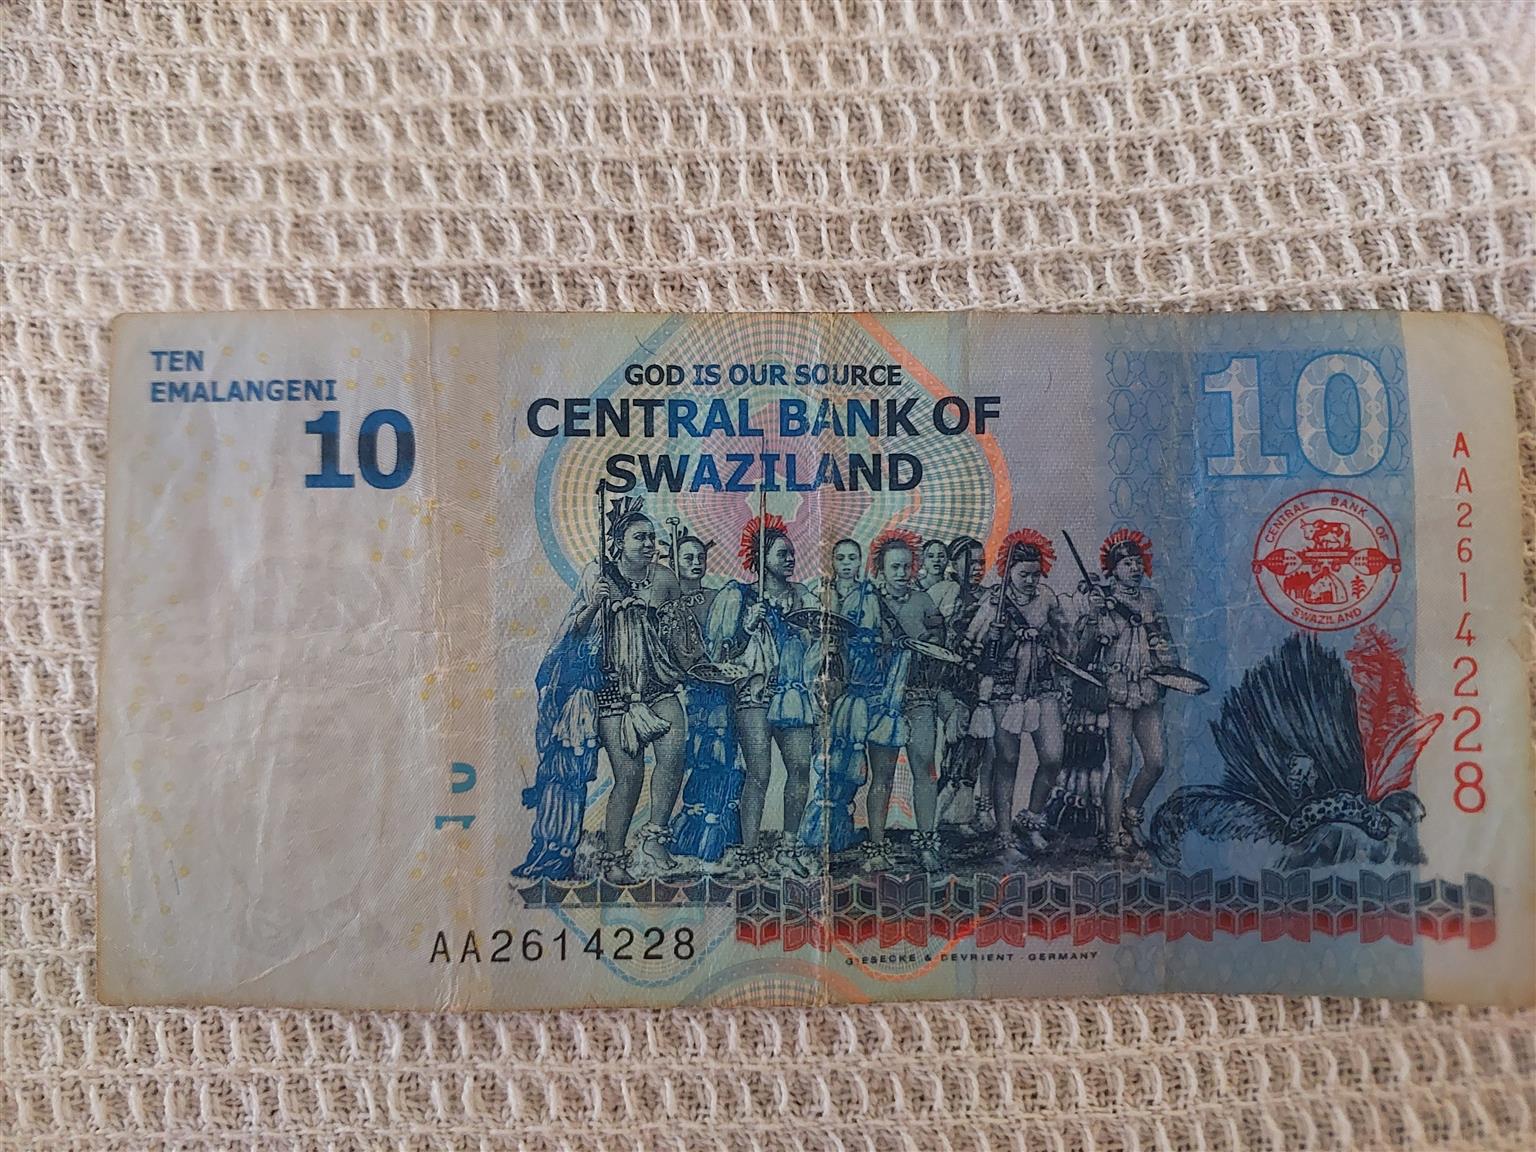 TEN
EMALANGENI
10
GOD IS OUR SOURCE
CENTRAL BANK OF
SWAZILAND
10
CENTRAL BANK OF
SWAZILAND
AA2614228
10
AA2614228
GIESECKE & DEVRIENT · GERMANY